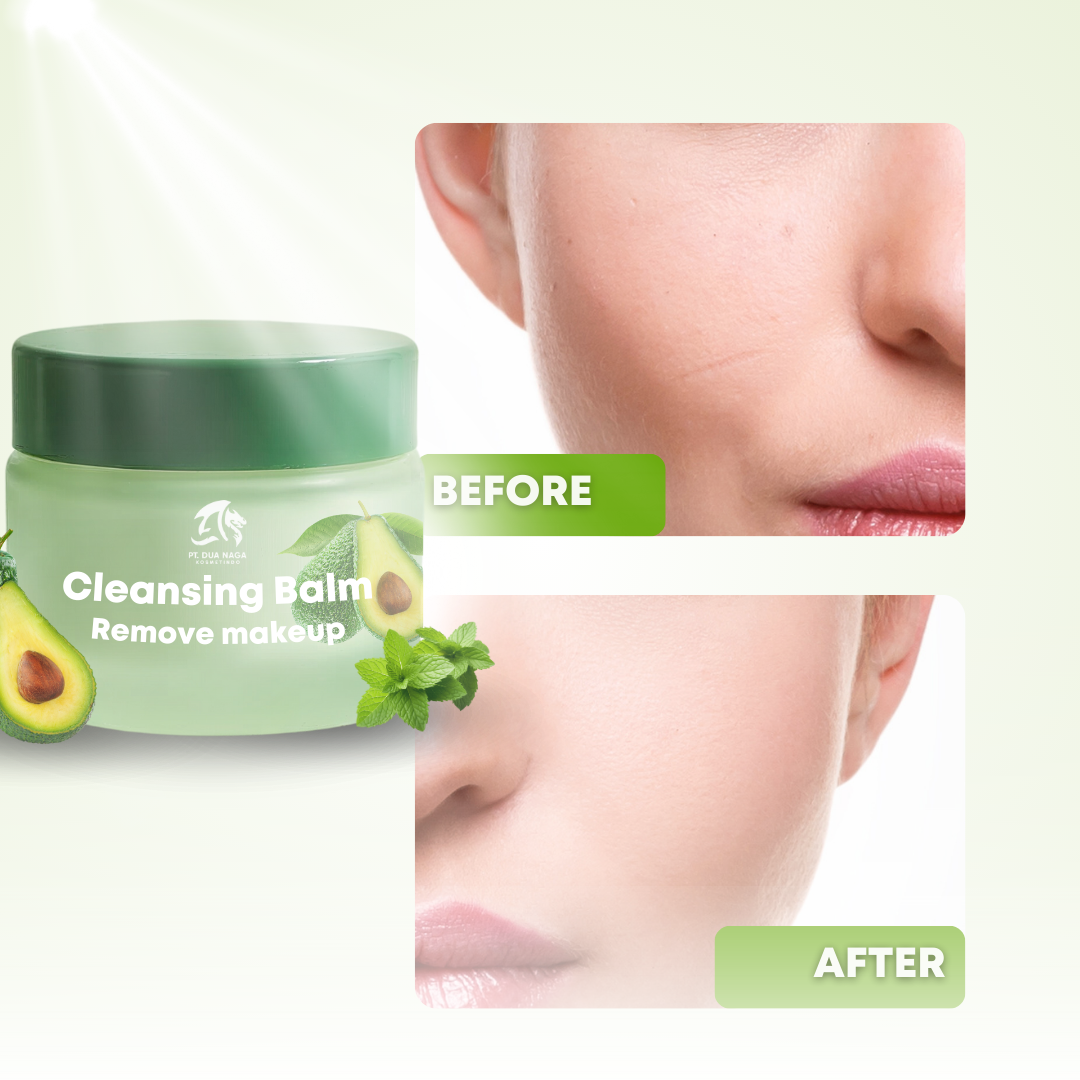 BEFORE
PT. DUA NAGA
KOSMETINDO
Cleansing Balm
Remove makeup
AFTER